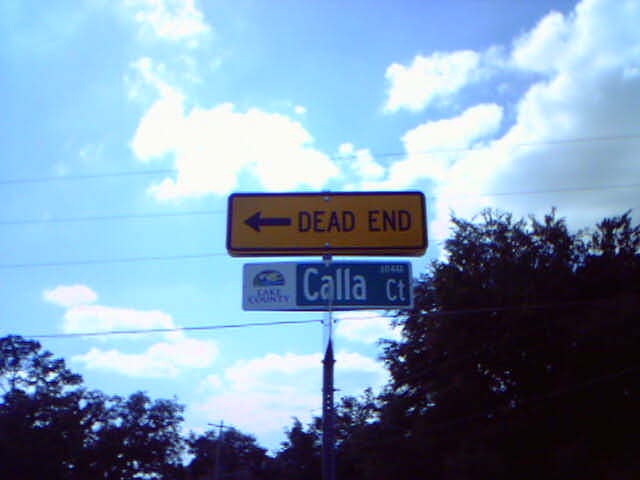 DEAD END
LAKE
COUNTY
Calla Ct